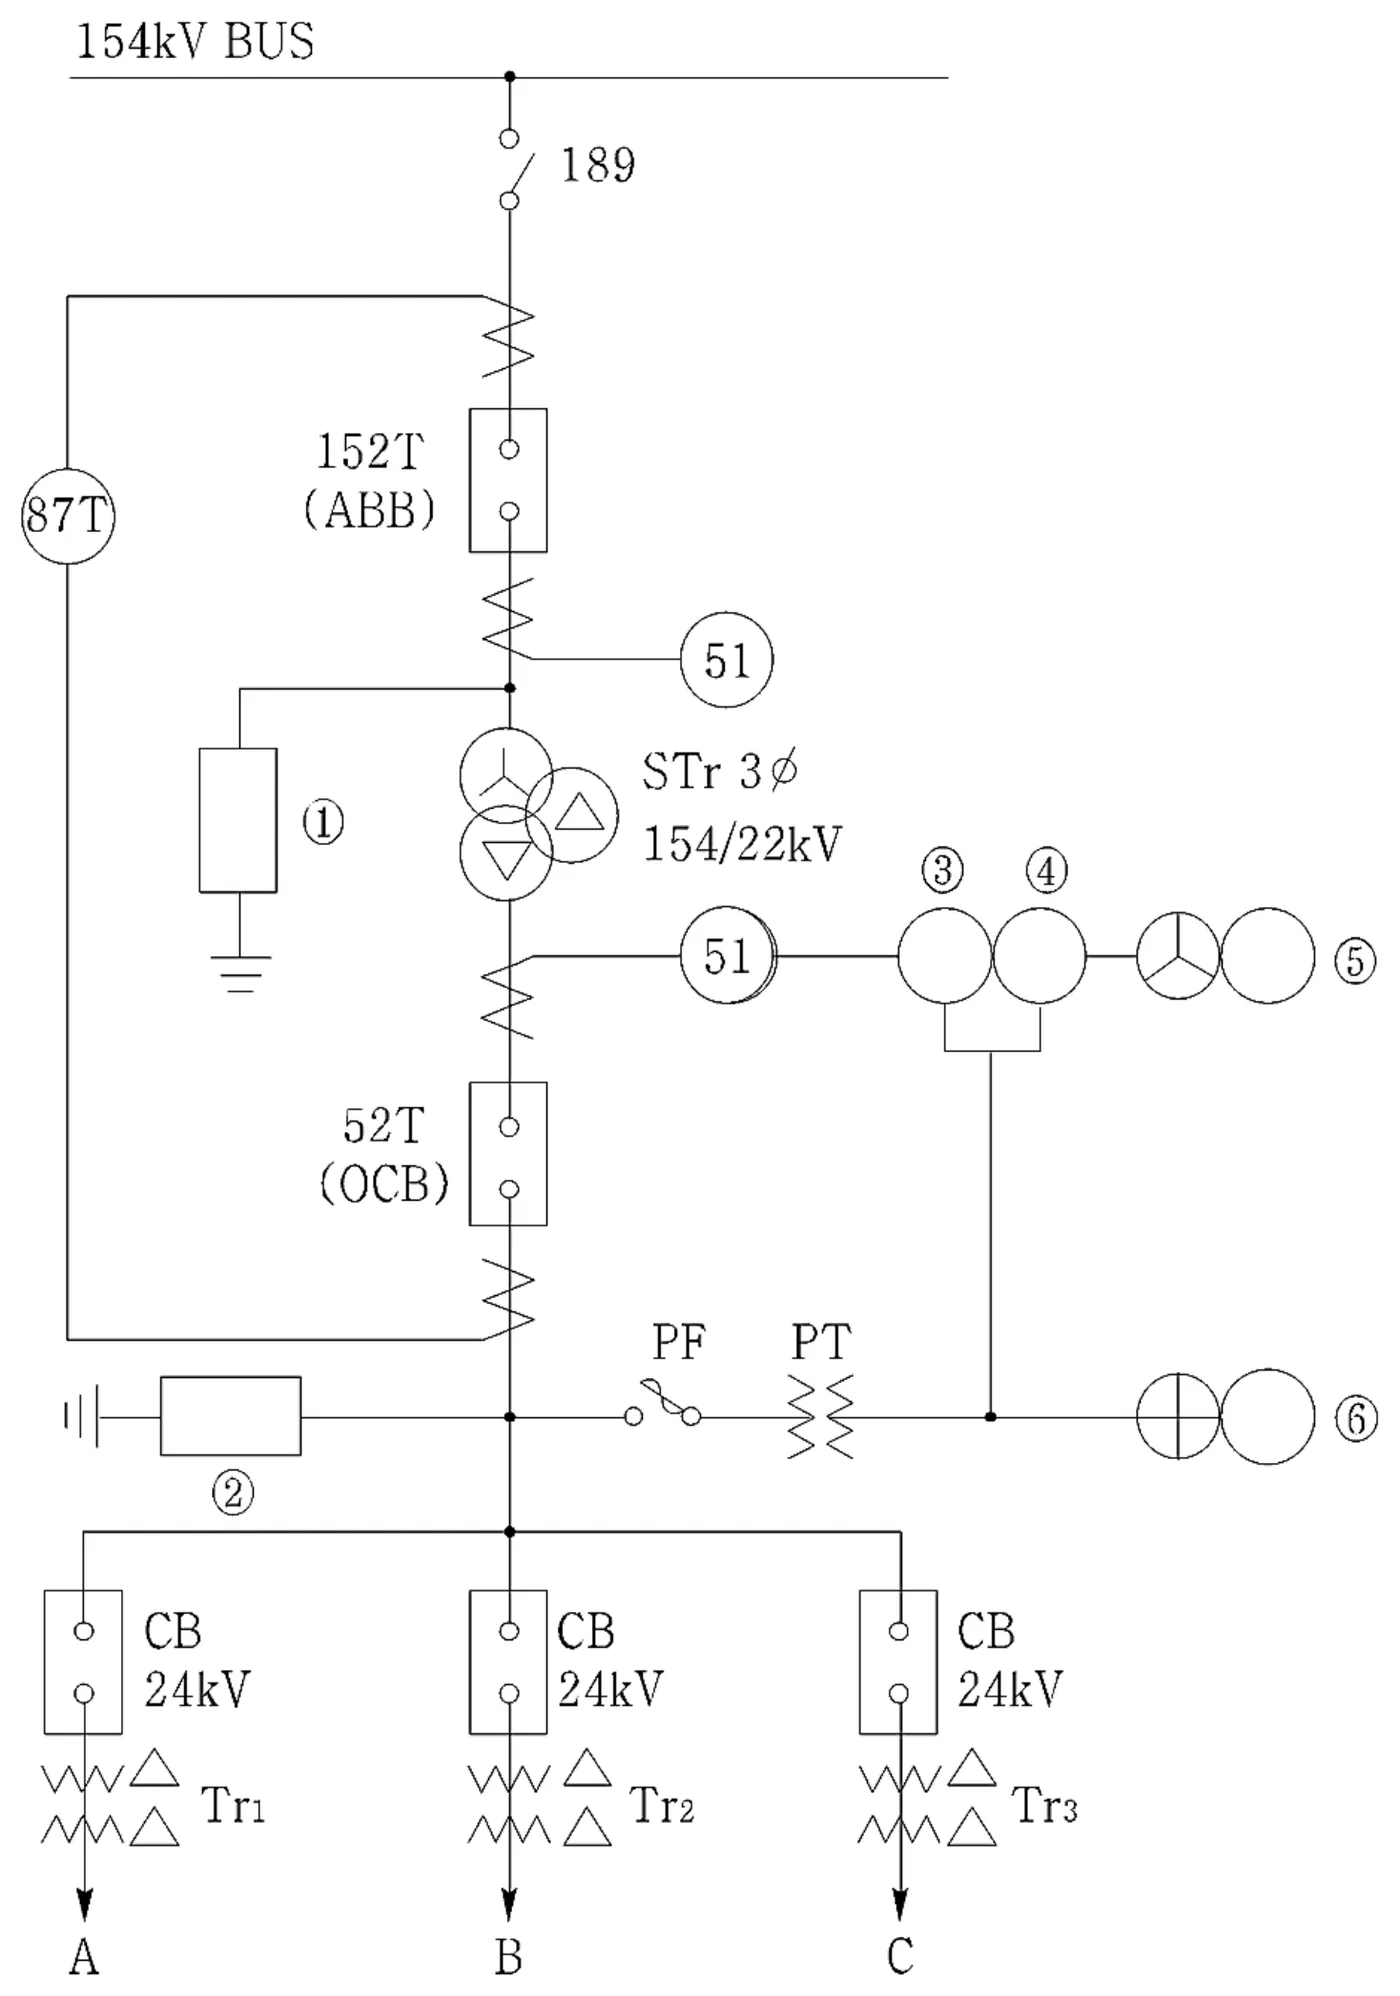 154kV BUS
189
152T
(ABB)
87T
51
STr 3ϕ
154/22kV
①
③ ④
51
⑤
52T
(OCB)
PF PT
⑥
②
CB
24kV
CB
24kV
CB
24kV
Tr1
Tr2
Tr3
A B C